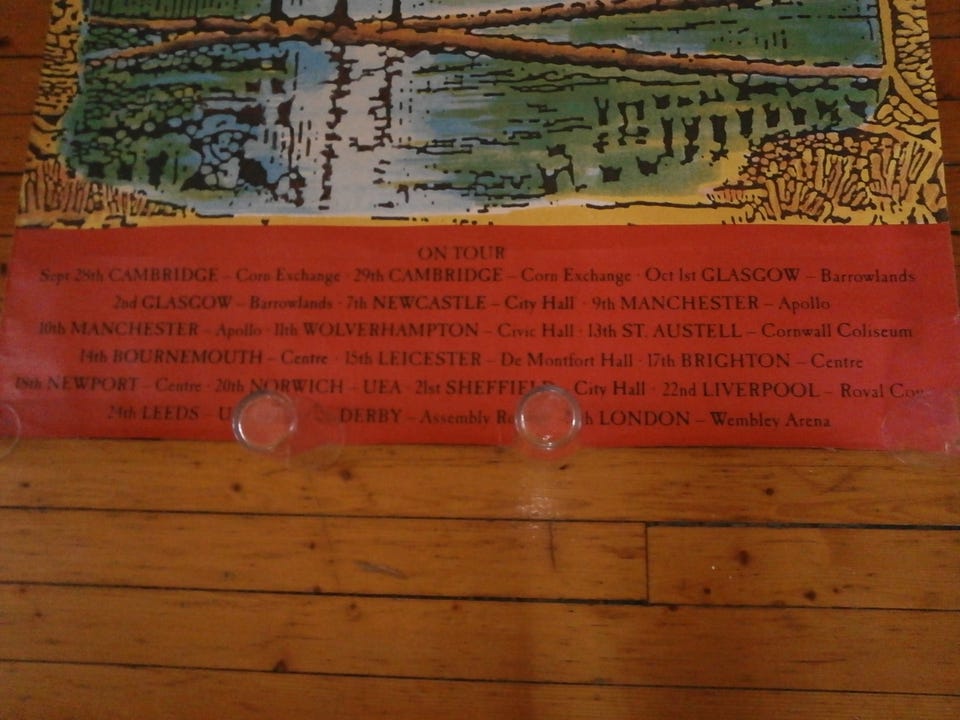 ON TOUR
Sept 28th CAMBRIDGE – Corn Exchange · 29th CAMBRIDGE – Corn Exchange · Oct 1st GLASGOW – Barrowlands
2nd GLASGOW – Barrowlands · 7th NEWCASTLE – City Hall · 9th MANCHESTER – Apollo
10th MANCHESTER – Apollo · 11th WOLVERHAMPTON – Civic Hall · 13th ST. AUSTELL – Cornwall Coliseum
14th BOURNEMOUTH – Centre · 15th LEICESTER – De Montfort Hall · 17th BRIGHTON – Centre
18th NEWPORT – Centre · 20th NORWICH – UEA · 21st SHEFFIELD City Hall · 22nd LIVERPOOL – Royal
24th LEEDS – DERBY – Assembly LONDON – Wembley Arena